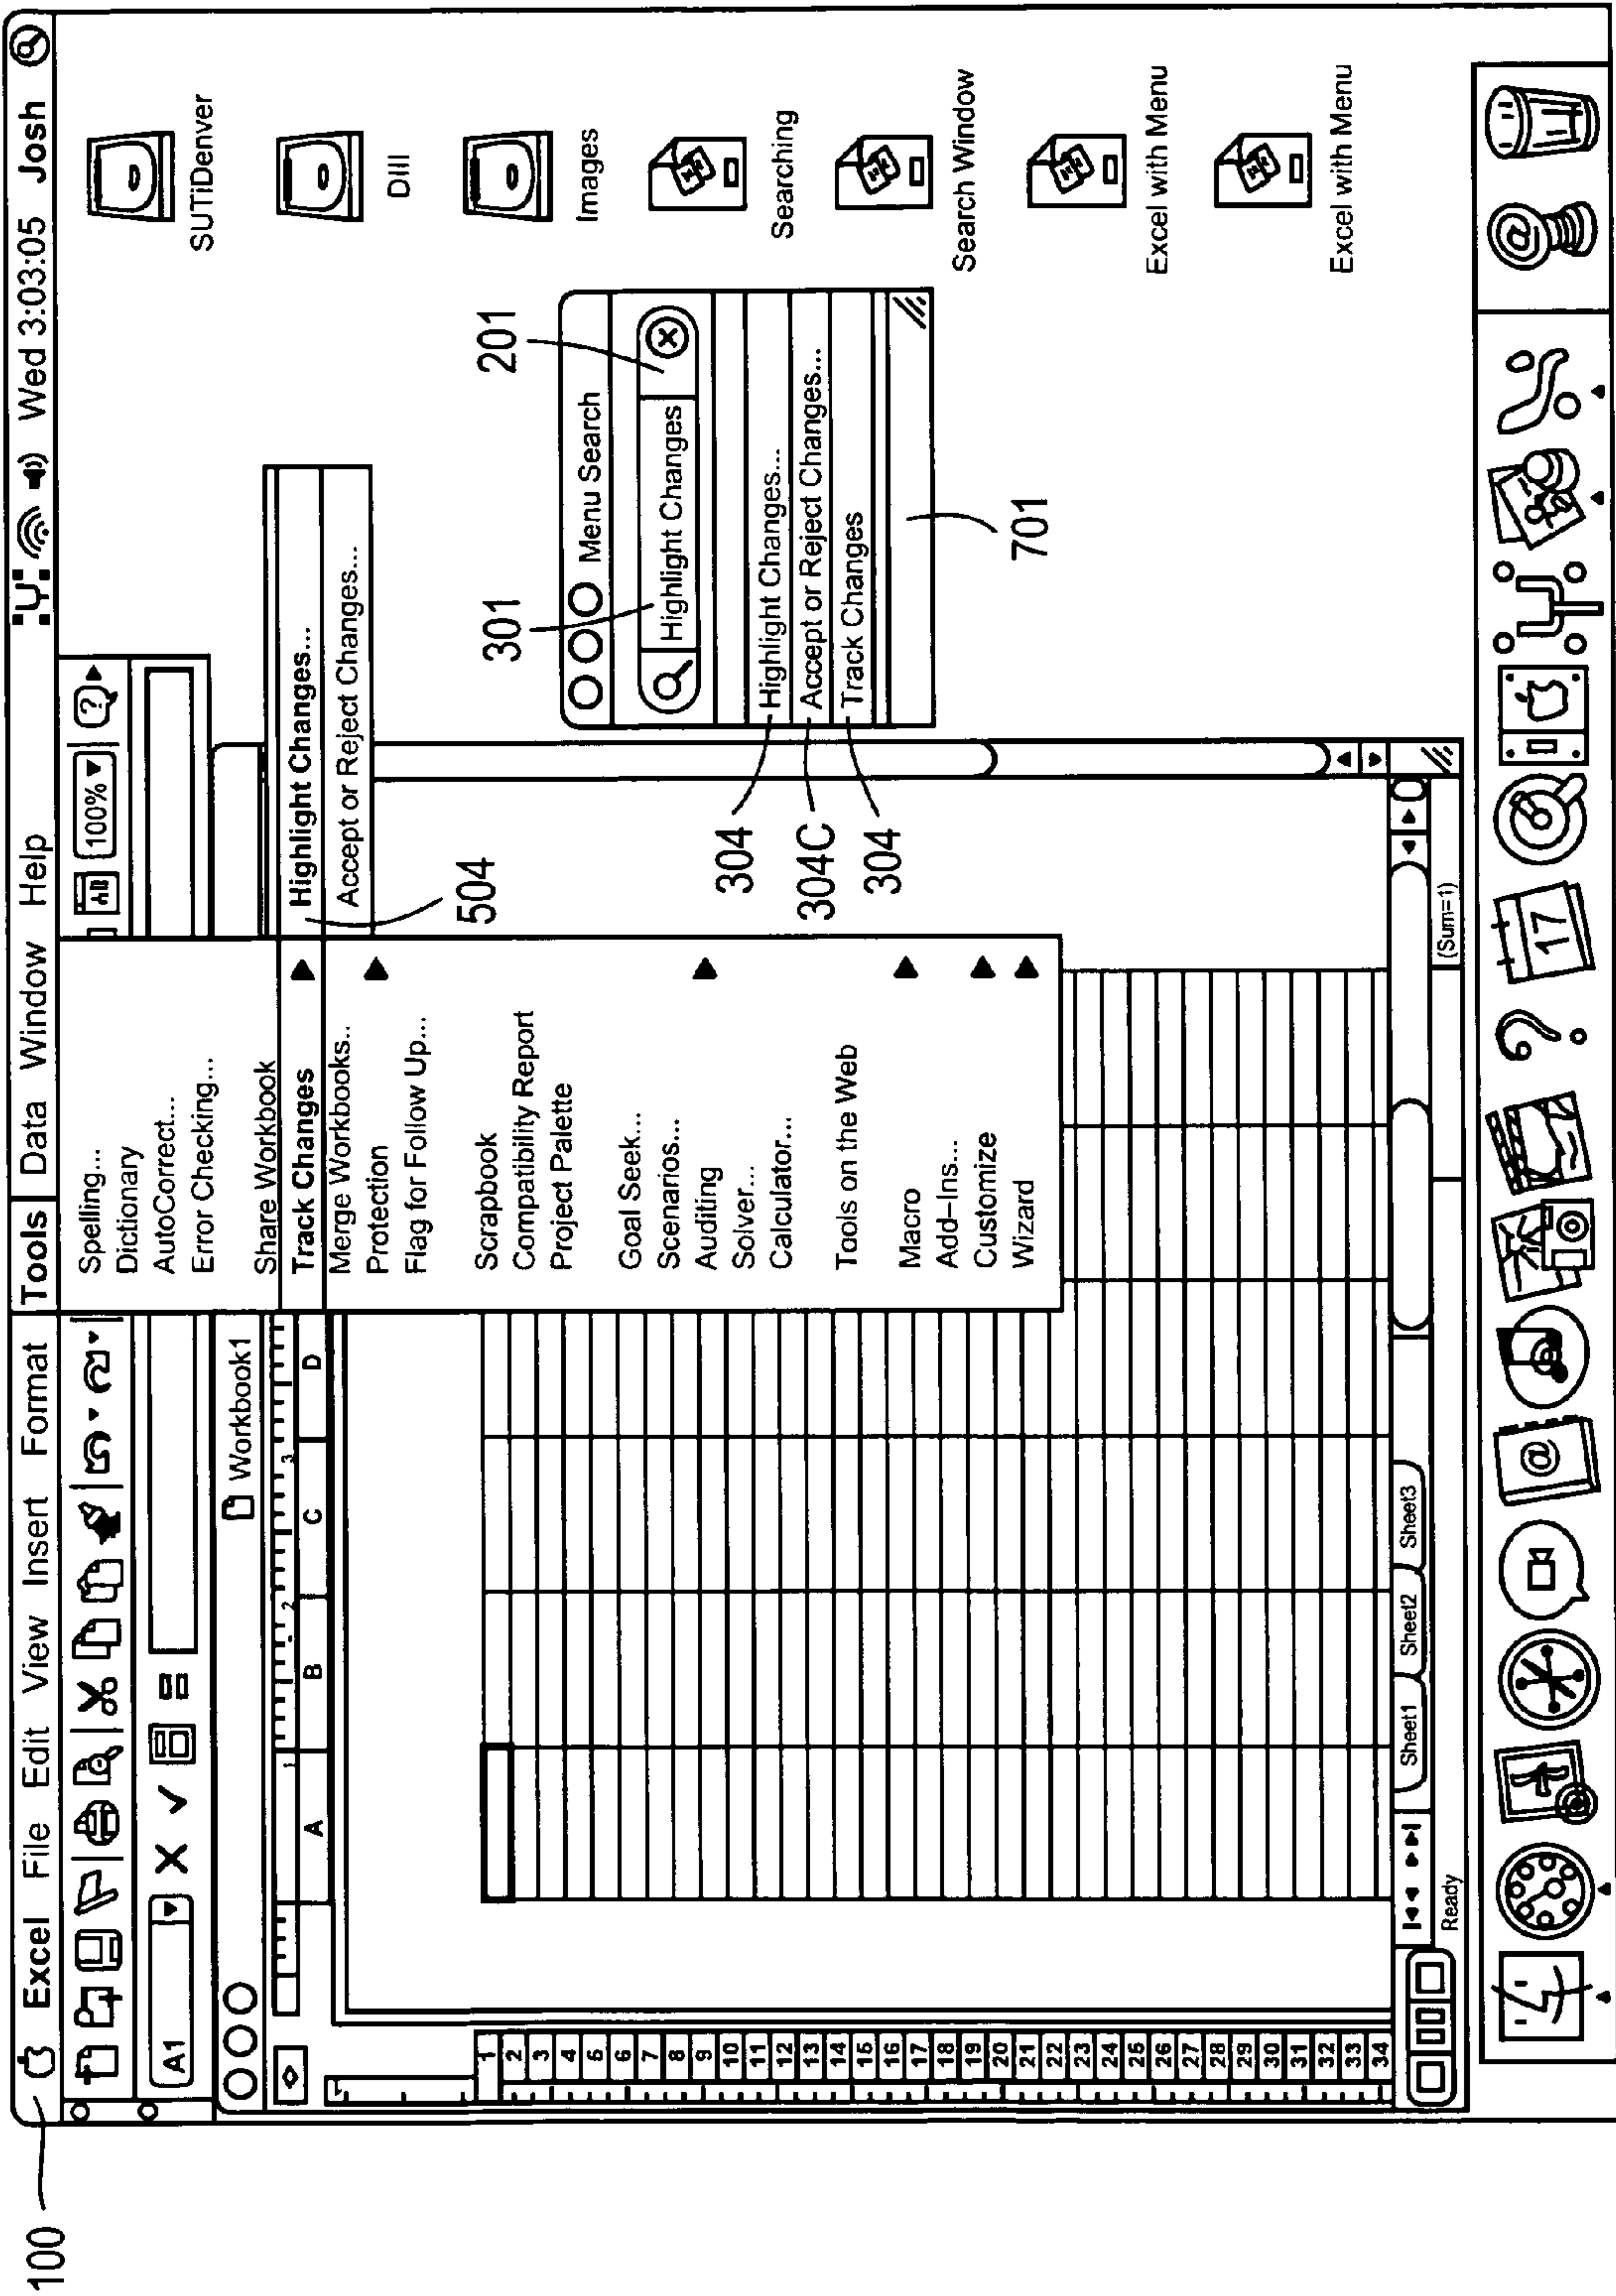 100
Excel File Edit View Insert Format Tools Data Window Help Wed 3:03:05 Josh
100%
?
A1
Workbook1
1 2 3
A B C D
1
2
3
4
5
6
7
8
9
10
11
12
13
14
15
16
17
18
19
20
21
22
23
24
25
26
27
28
29
30
31
32
33
34
Sheet1 Sheet2 Sheet3
Ready
(Sum=1)
Spelling...
Dictionary
AutoCorrect...
Error Checking...
Share Workbook
Track Changes
Merge Workbooks..
Protection
Flag for Follow Up...
Scrapbook
Compatibility Report
Project Palette
Goal Seek...
Scenarios...
Auditing
Solver...
Calculator...
Tools on the Web
Macro
Add-Ins...
Customize
Wizard
Highlight Changes...
Accept or Reject Changes...
504
301
201
Menu Search
Highlight Changes
304 Highlight Changes...
304C Accept or Reject Changes...
304 Track Changes
701
SUTiDenver
Images
Searching
Search Window
Excel with Menu
Excel with Menu
@
17
?
@